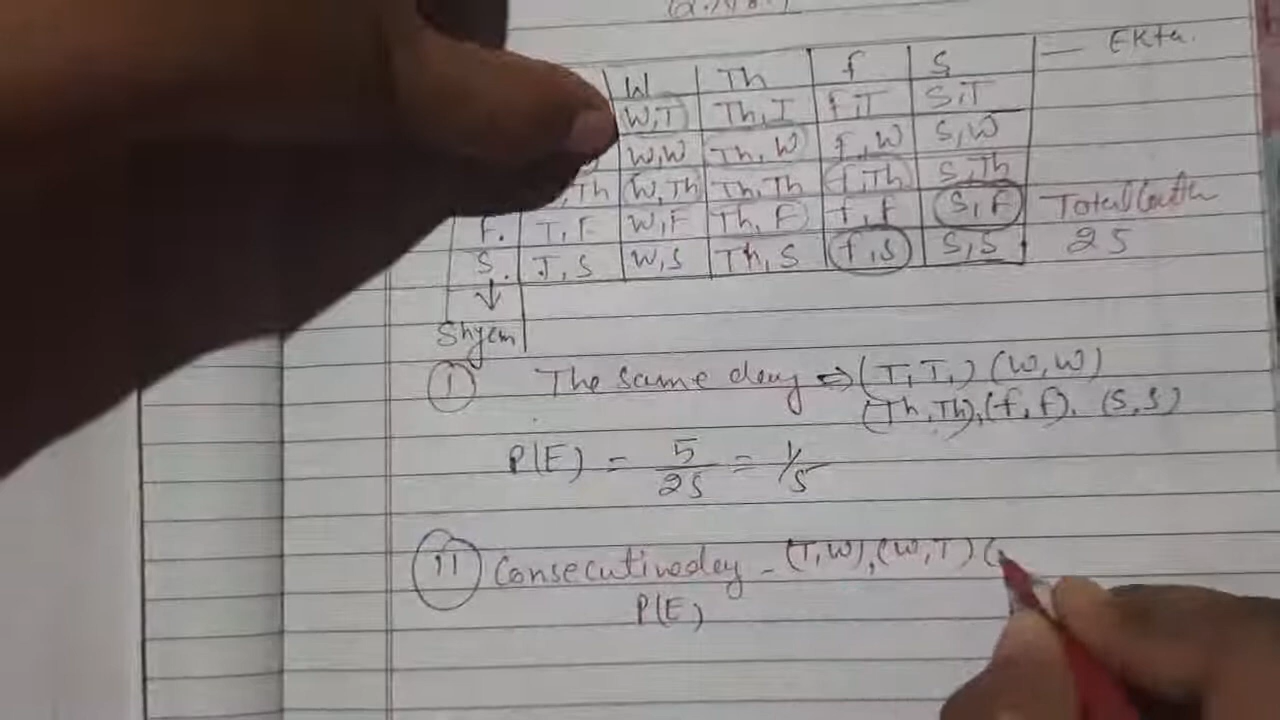 W Th f S — Ekta.
W,T Th,T f,T S,T
W,W Th,W f,W S,W
,Th W,Th Th,Th f,Th S,Th
F. T,F W,F Th,F f,f S,F Total
S. T,S W,S Th,S f,S S,S 25
↓
Shyam
(I) The same day ⇒ (T,T,) (W,W)
(Th,Th),(f,f). (S,S)
P(E) = 5/25 = 1/5
(II) Consecutive day - (T,W),(W,T) (
P(E)